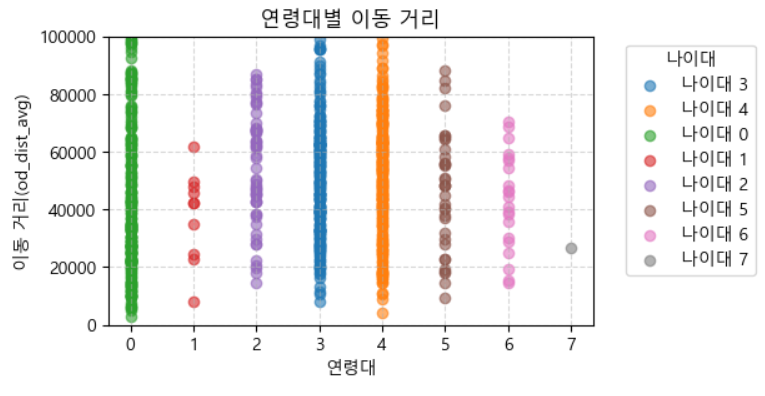 연령대별 이동 거리
이동 거리(od_dist_avg)
100000
80000
60000
40000
20000
0
0 1 2 3 4 5 6 7
연령대
나이대
나이대 3
나이대 4
나이대 0
나이대 1
나이대 2
나이대 5
나이대 6
나이대 7